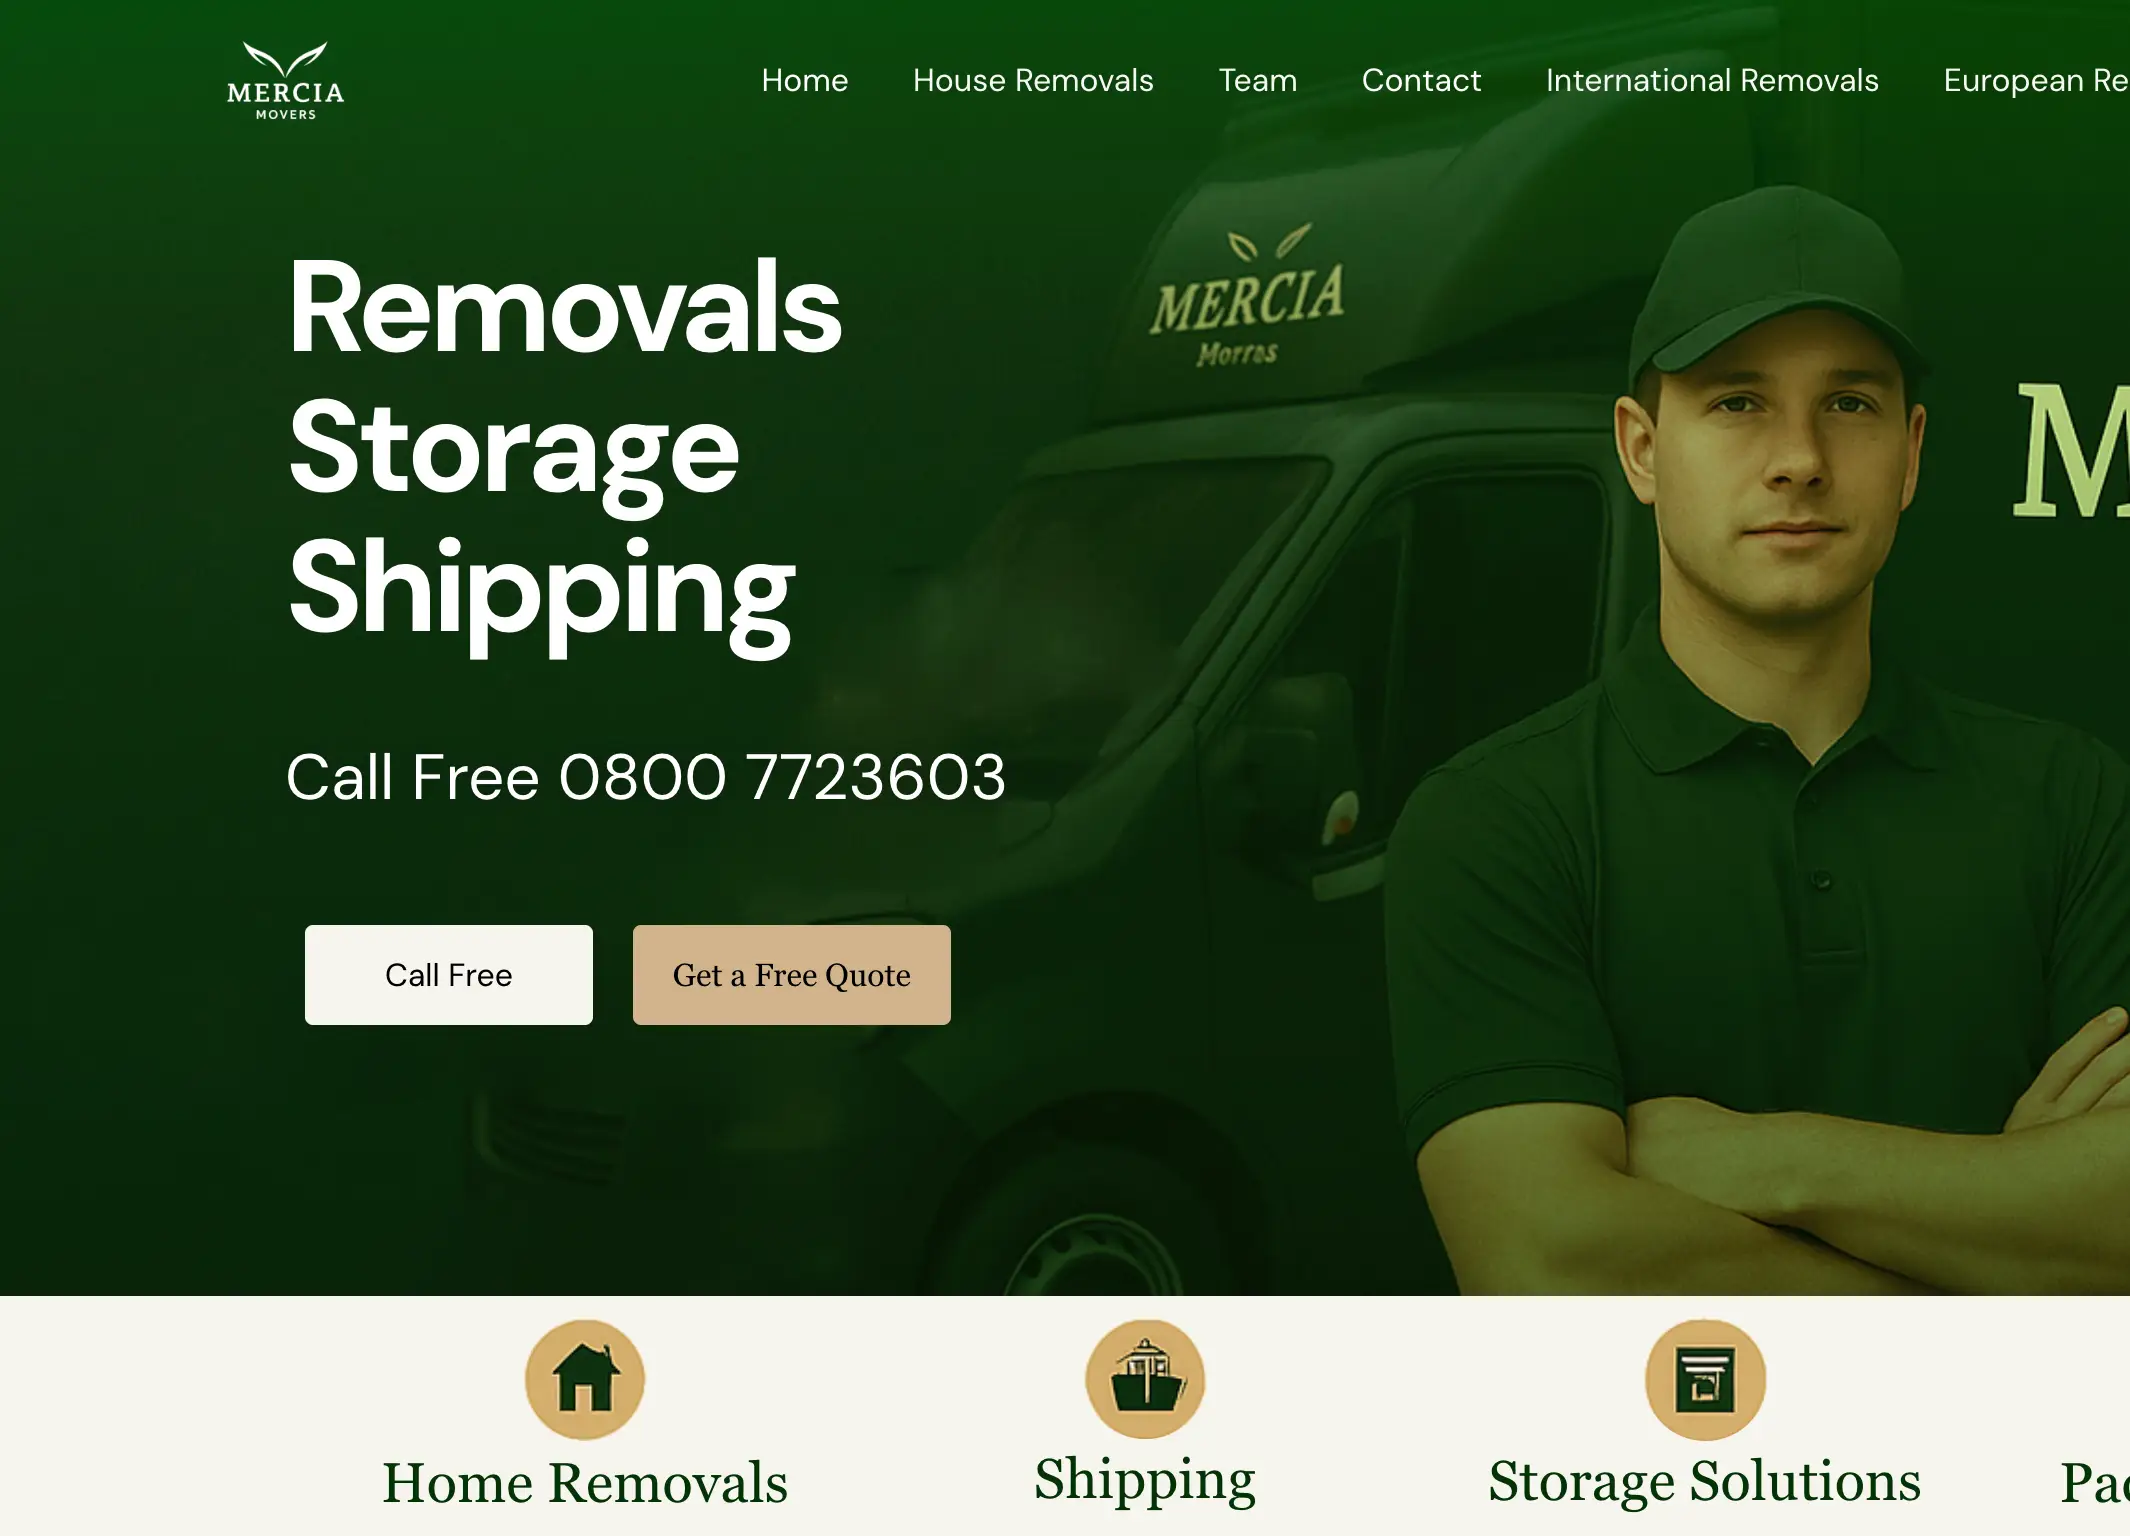 MERCIA
MOVERS
Home House Removals Team Contact International Removals European Re
MERCIA
Morros
Removals
Storage
Shipping
M
Call Free 0800 7723603
Call Free Get a Free Quote
Home Removals Shipping Storage Solutions Pac